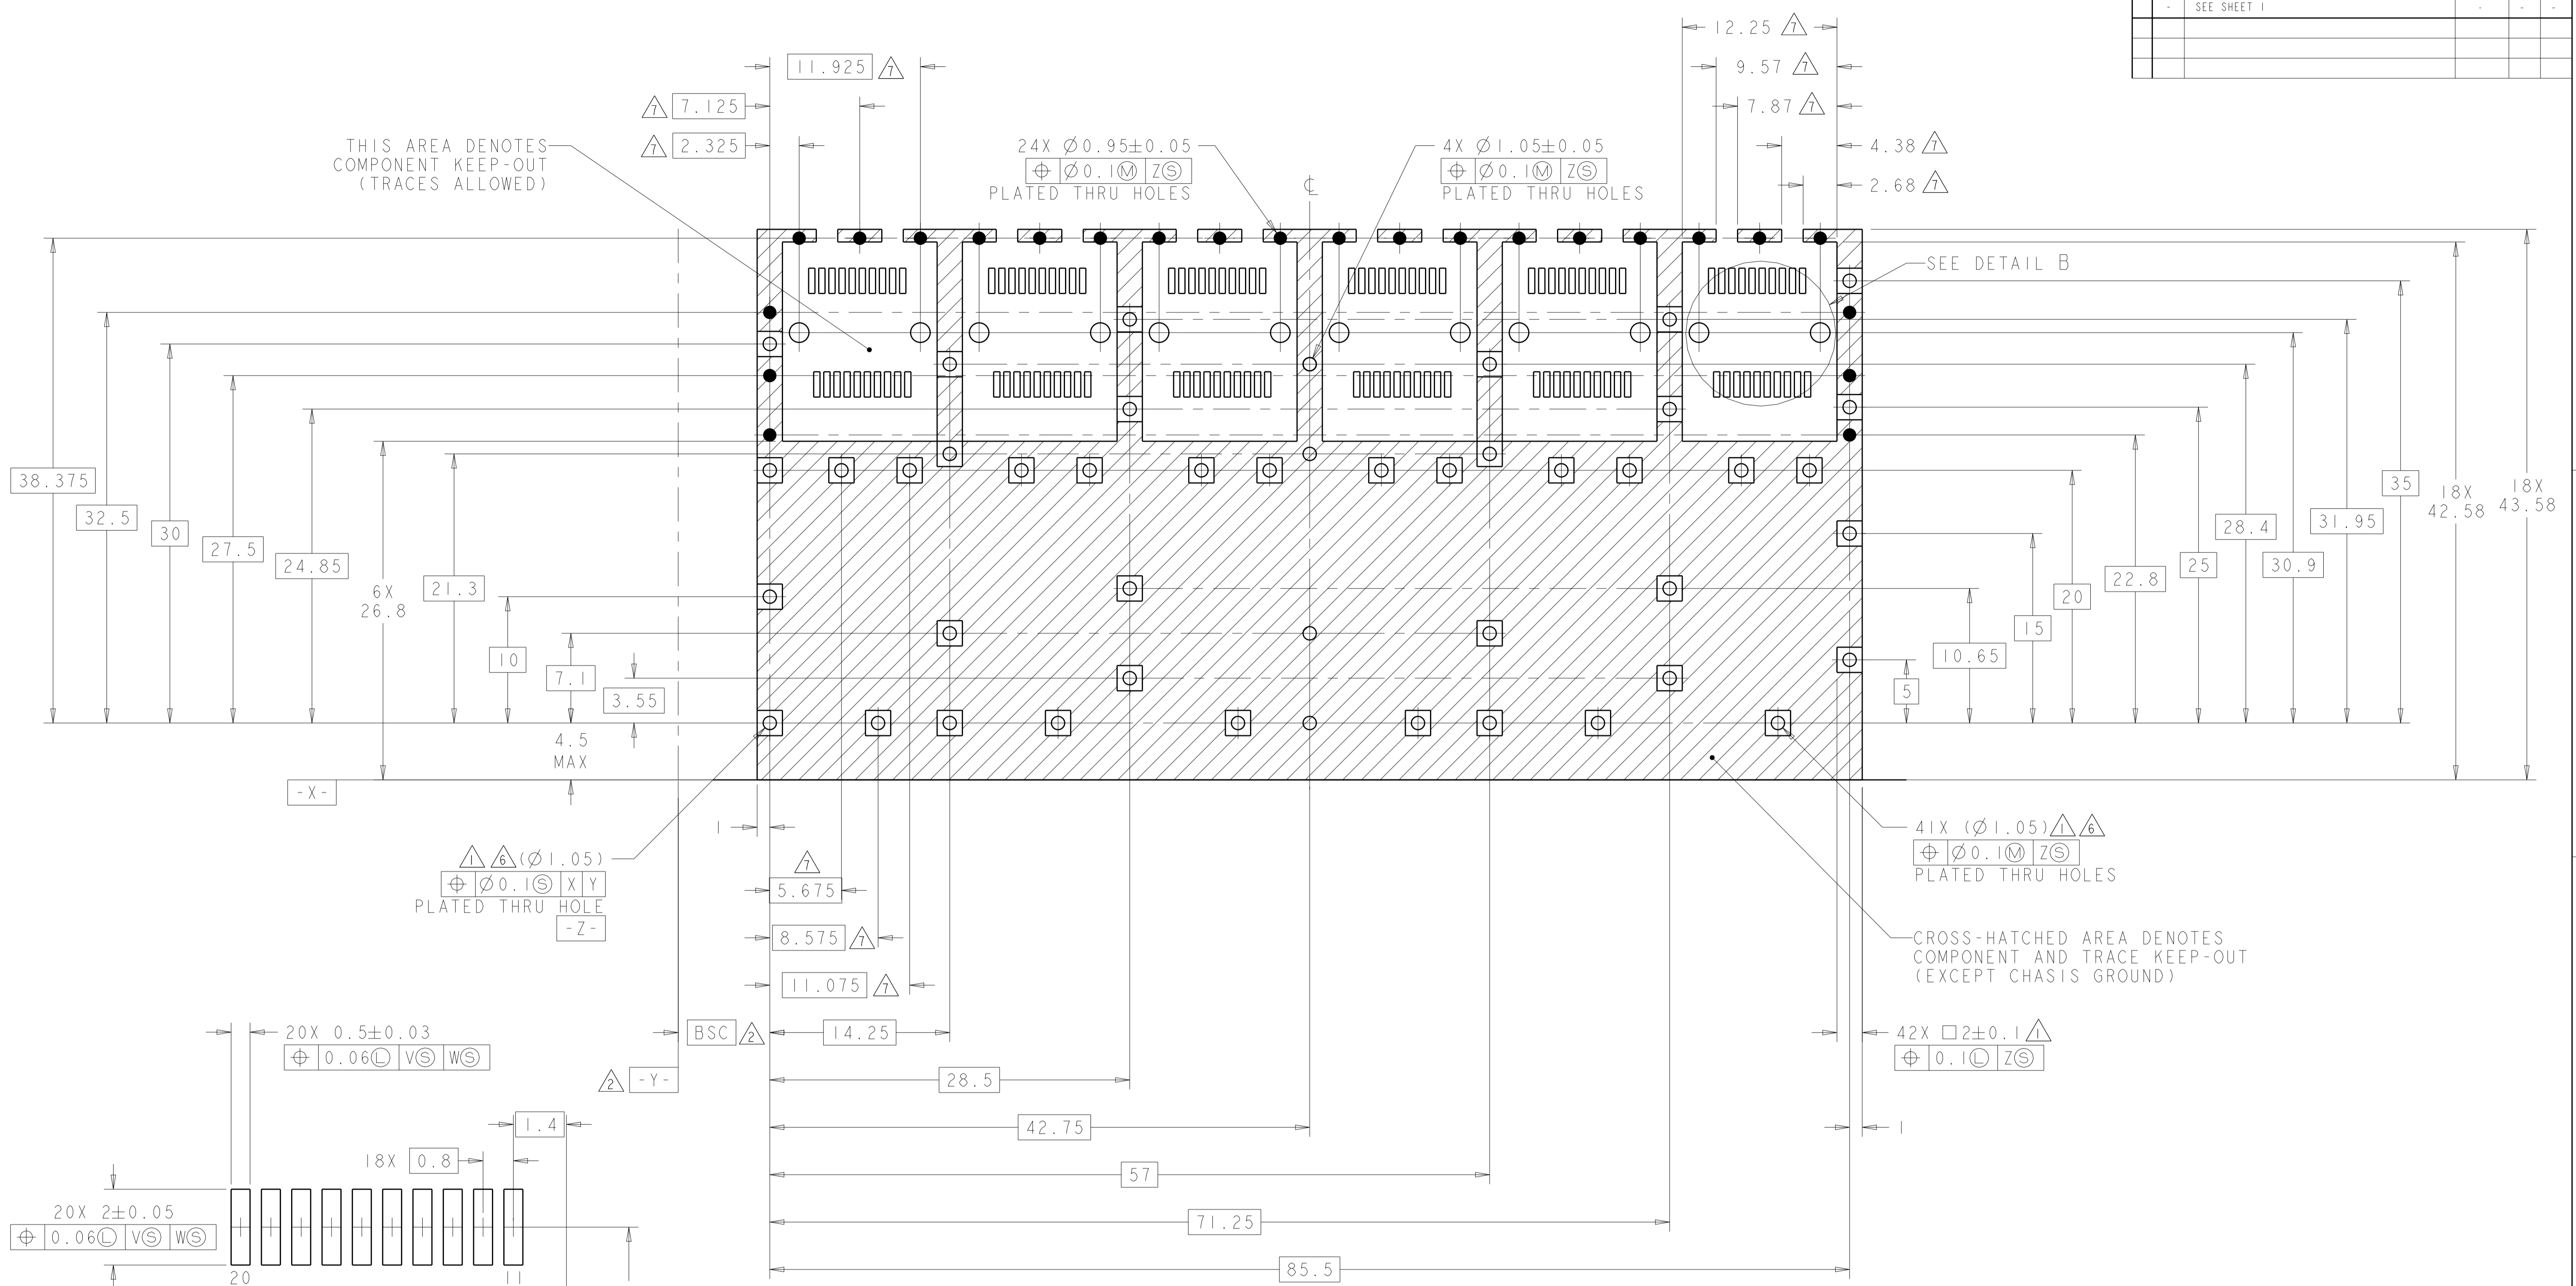 - SEE SHEET 1 - - -
12.25 7
11.925 7
9.57 7
7 7.125
7.87 7
7 2.325
THIS AREA DENOTES
COMPONENT KEEP-OUT
(TRACES ALLOWED)
24X Ø0.95±0.05
⌖ Ø0.1Ⓜ ZⓈ
PLATED THRU HOLES
℄
4X Ø1.05±0.05
⌖ Ø0.1Ⓜ ZⓈ
PLATED THRU HOLES
4.38 7
2.68 7
SEE DETAIL B
38.375
32.5
30
27.5
24.85
6X
26.8
21.3
10
7.1
3.55
4.5
MAX
-X-
18X
43.58
18X
42.58
35
31.95
30.9
28.4
25
22.8
20
15
10.65
5
1
1 6 (Ø1.05)
⌖ Ø0.1Ⓢ X Y
PLATED THRU HOLE
-Z-
7
5.675
8.575 7
11.075 7
41X (Ø1.05) 1 6
⌖ Ø0.1Ⓜ ZⓈ
PLATED THRU HOLES
CROSS-HATCHED AREA DENOTES
COMPONENT AND TRACE KEEP-OUT
(EXCEPT CHASIS GROUND)
BSC 2
14.25
2 -Y-
28.5
42.75
57
71.25
85.5
42X □2±0.1 1
⌖ 0.1Ⓛ ZⓈ
1
20X 0.5±0.03
⌖ 0.06Ⓛ VⓈ WⓈ
1.4
18X 0.8
20X 2±0.05
⌖ 0.06Ⓛ VⓈ WⓈ
20 11